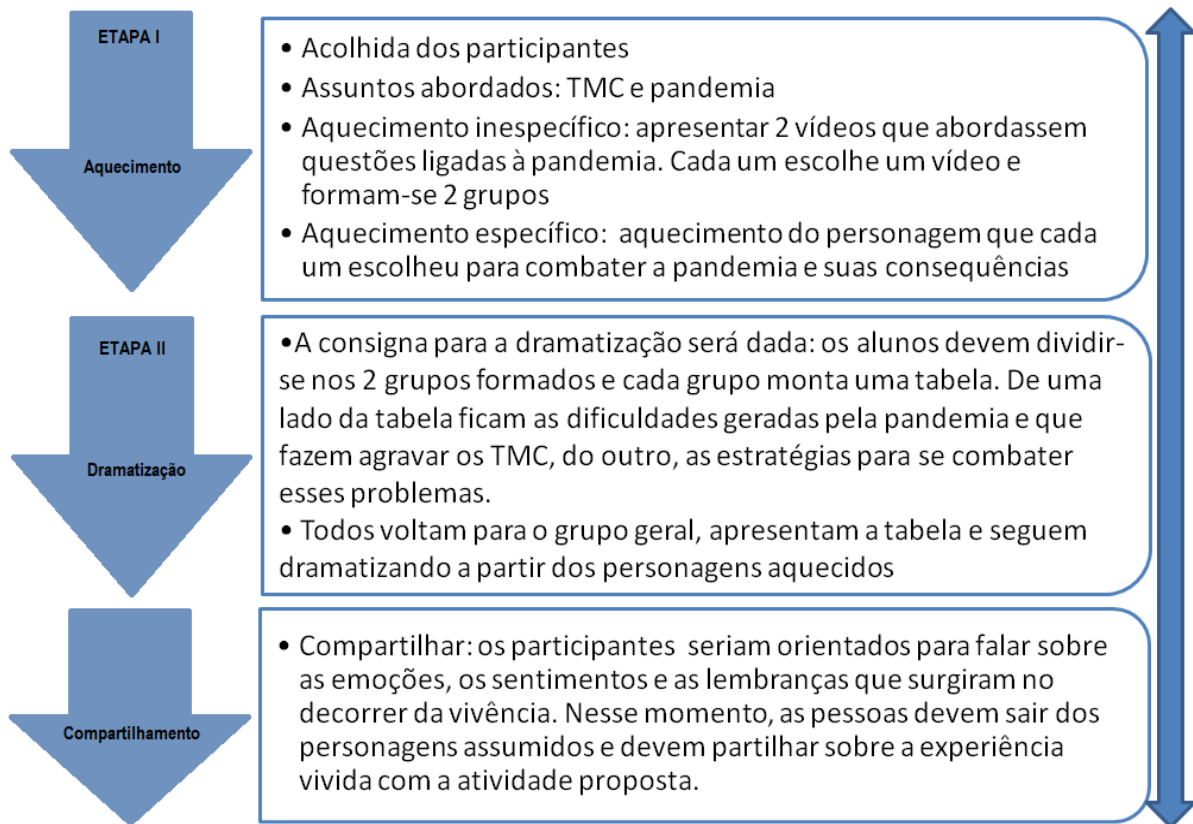 ETAPA I
Aquecimento
• Acolhida dos participantes
• Assuntos abordados: TMC e pandemia
• Aquecimento inespecífico: apresentar 2 vídeos que abordassem
questões ligadas à pandemia. Cada um escolhe um vídeo e
formam-se 2 grupos
• Aquecimento específico: aquecimento do personagem que cada
um escolheu para combater a pandemia e suas consequências
ETAPA II
Dramatização
•A consigna para a dramatização será dada: os alunos devem dividir-
se nos 2 grupos formados e cada grupo monta uma tabela. De uma
lado da tabela ficam as dificuldades geradas pela pandemia e que
fazem agravar os TMC, do outro, as estratégias para se combater
esses problemas.
• Todos voltam para o grupo geral, apresentam a tabela e seguem
dramatizando a partir dos personagens aquecidos
Compartilhamento
• Compartilhar: os participantes seriam orientados para falar sobre
as emoções, os sentimentos e as lembranças que surgiram no
decorrer da vivência. Nesse momento, as pessoas devem sair dos
personagens assumidos e devem partilhar sobre a experiência
vivida com a atividade proposta.